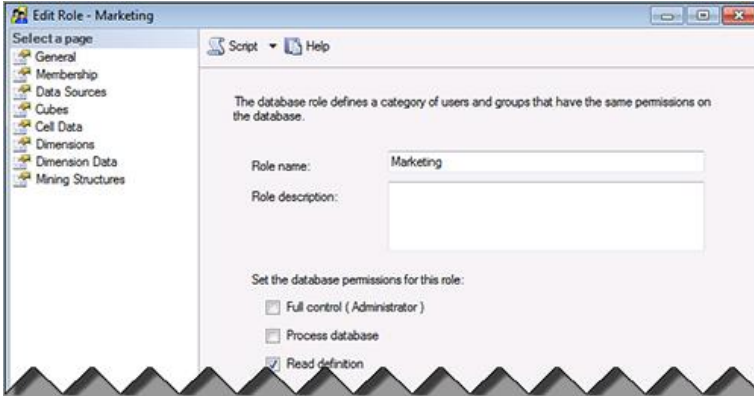 Edit Role - Marketing
Select a page
General
Membership
Data Sources
Cubes
Cell Data
Dimensions
Dimension Data
Mining Structures
Script Help
The database role defines a category of users and groups that have the same permissions on
the database.
Role name: Marketing
Role description:
Set the database permissions for this role:
Full control ( Administrator )
Process database
Read definition